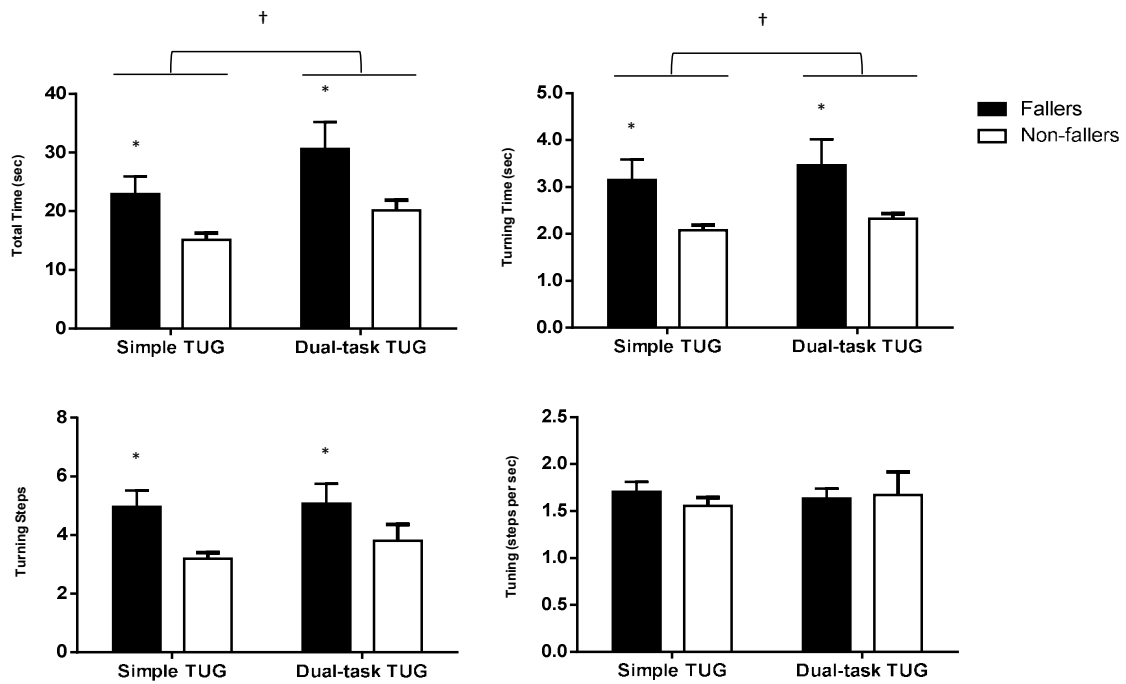 †
*
*
40
30
20
10
0
Total Time (sec)
Simple TUG
Dual-task TUG
†
*
*
5.0
4.0
3.0
2.0
1.0
0.0
Turning Time (sec)
Simple TUG
Dual-task TUG
Fallers
Non-fallers
*
*
8
6
4
2
0
Turning Steps
Simple TUG
Dual-task TUG
2.5
2.0
1.5
1.0
0.5
0.0
Tuning (steps per sec)
Simple TUG
Dual-task TUG